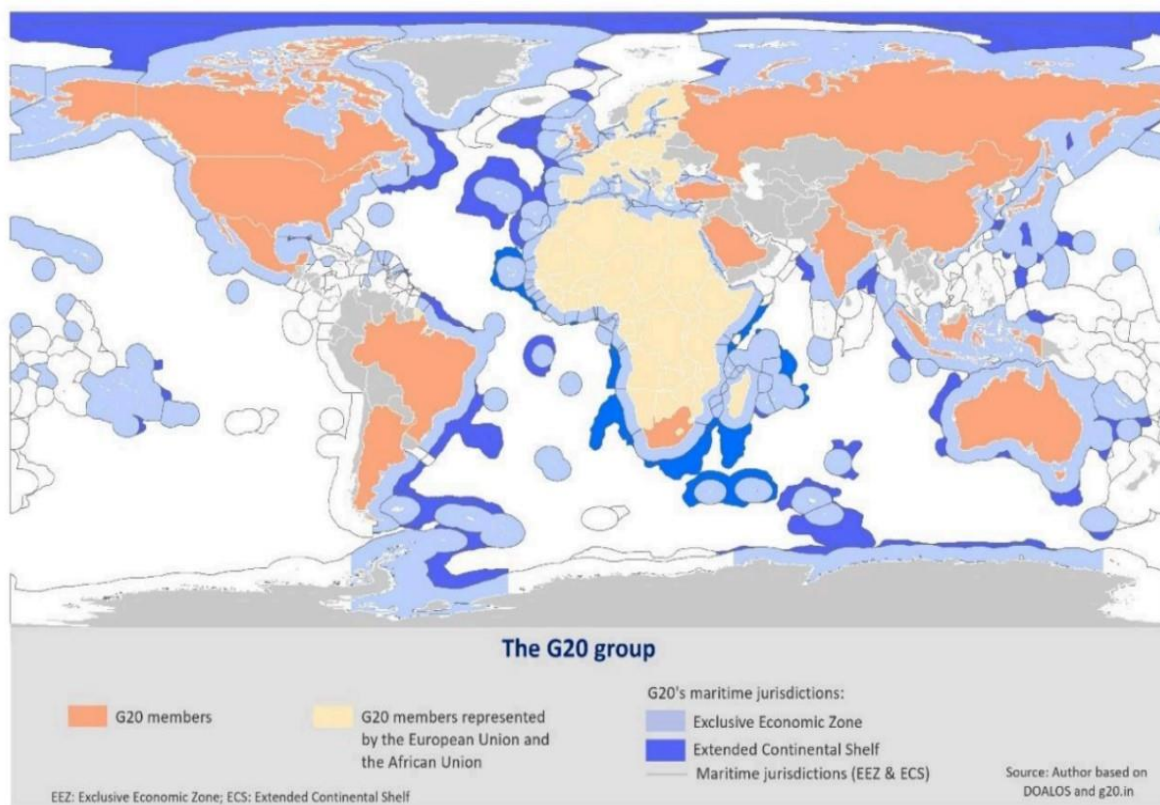 The G20 group
G20 members
G20 members represented
by the European Union and
the African Union
G20's maritime jurisdictions:
Exclusive Economic Zone
Extended Continental Shelf
Maritime jurisdictions (EEZ & ECS)
EEZ: Exclusive Economic Zone; ECS: Extended Continental Shelf
Source: Author based on
DOALOS and g20.in